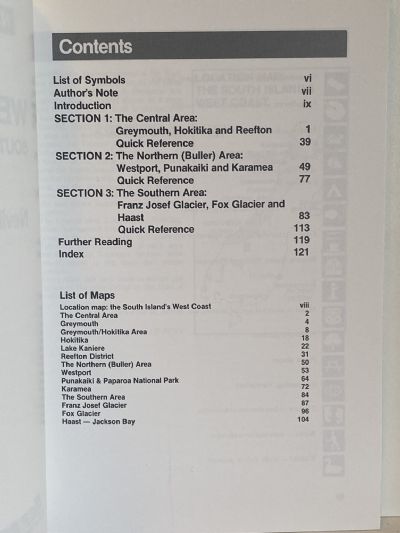 Contents
List of Symbols vi
Author's Note vii
Introduction ix
SECTION 1: The Central Area:
Greymouth, Hokitika and Reefton 1
Quick Reference 39
SECTION 2: The Northern (Buller) Area:
Westport, Punakaiki and Karamea 49
Quick Reference 77
SECTION 3: The Southern Area:
Franz Josef Glacier, Fox Glacier and
Haast 83
Quick Reference 113
Further Reading 119
Index 121
List of Maps
Location map: the South Island's West Coast viii
The Central Area 2
Greymouth 4
Greymouth/Hokitika Area 8
Hokitika 18
Lake Kaniere 22
Reefton District 31
The Northern (Buller) Area 50
Westport 53
Punakaiki & Paparoa National Park 64
Karamea 72
The Southern Area 84
Franz Josef Glacier 87
Fox Glacier 96
Haast — Jackson Bay 104